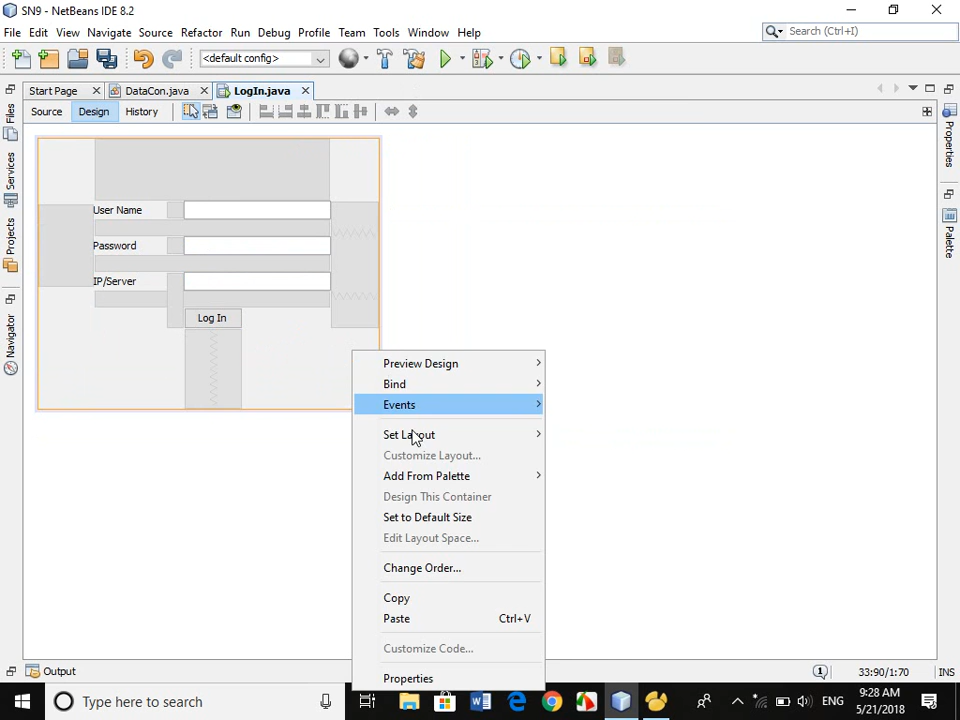 SN9 - NetBeans IDE 8.2
File Edit View Navigate Source Refactor Run Debug Profile Team Tools Window Help
Search (Ctrl+I)
<default config>
Start Page
DataCon.java
LogIn.java
Source Design History
Files
Services
Projects
Navigator
Properties
Palette
User Name
Password
IP/Server
Log In
Preview Design
Bind
Events
Set Layout
Customize Layout...
Add From Palette
Design This Container
Set to Default Size
Edit Layout Space...
Change Order...
Copy
Paste Ctrl+V
Customize Code...
Properties
Output
1
33:90/1:70
INS
Type here to search
ENG
9:28 AM
5/21/2018